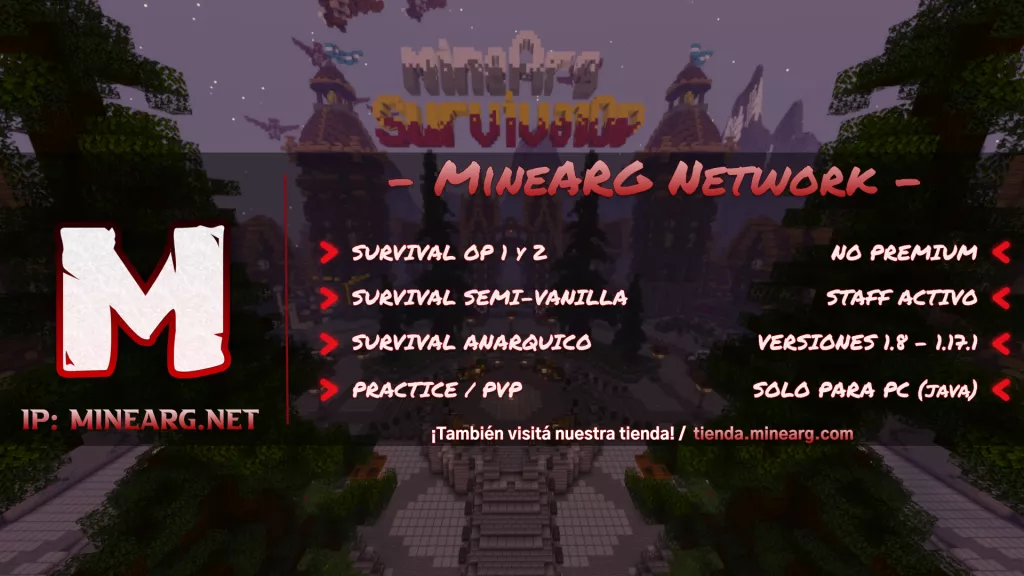 mineArg
SurvivalOP
- MINEARG NETWORK -
M
IP: MINEARG.NET
> SURVIVAL OP 1 Y 2
> SURVIVAL SEMI-VANILLA
> SURVIVAL ANARQUICO
> PRACTICE / PVP
NO PREMIUM <
STAFF ACTIVO <
VERSIONES 1.8 - 1.17.1 <
SOLO PARA PC (JAVA) <
¡También visitá nuestra tienda! / tienda.minearg.com